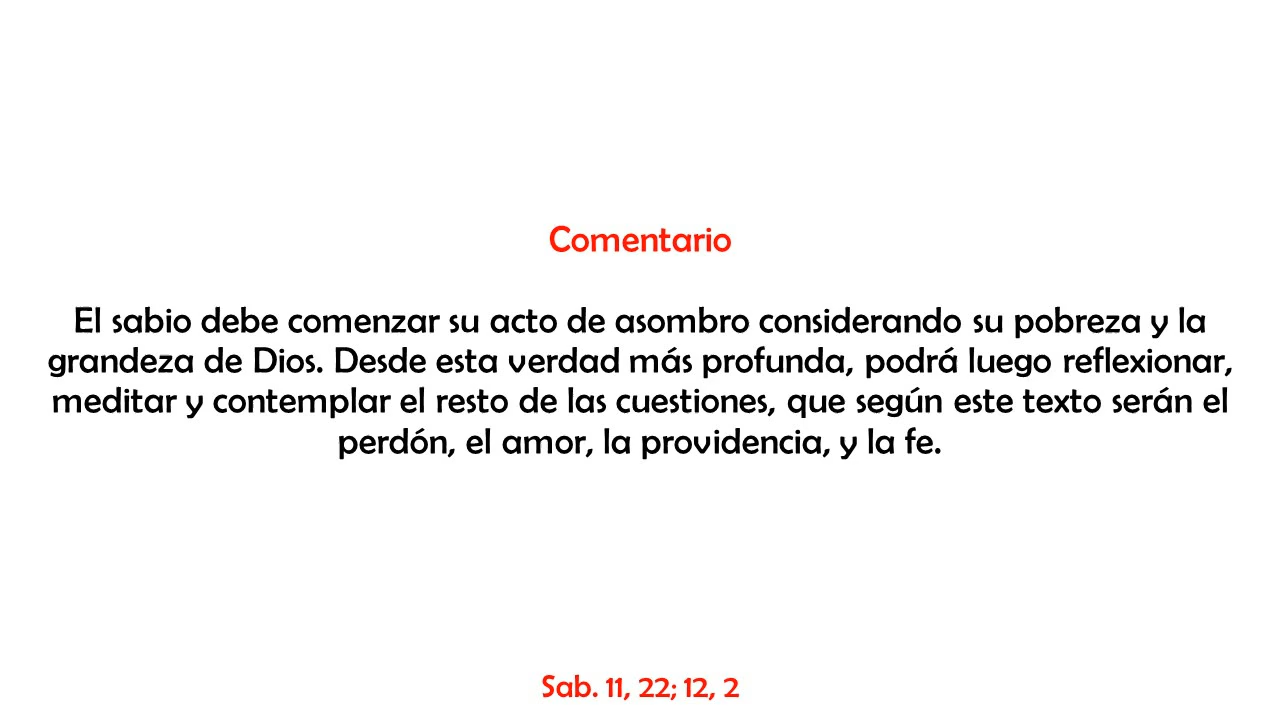 Comentario
El sabio debe comenzar su acto de asombro considerando su pobreza y la
grandeza de Dios. Desde esta verdad más profunda, podrá luego reflexionar,
meditar y contemplar el resto de las cuestiones, que según este texto serán el
perdón, el amor, la providencia, y la fe.
Sab. 11, 22; 12, 2